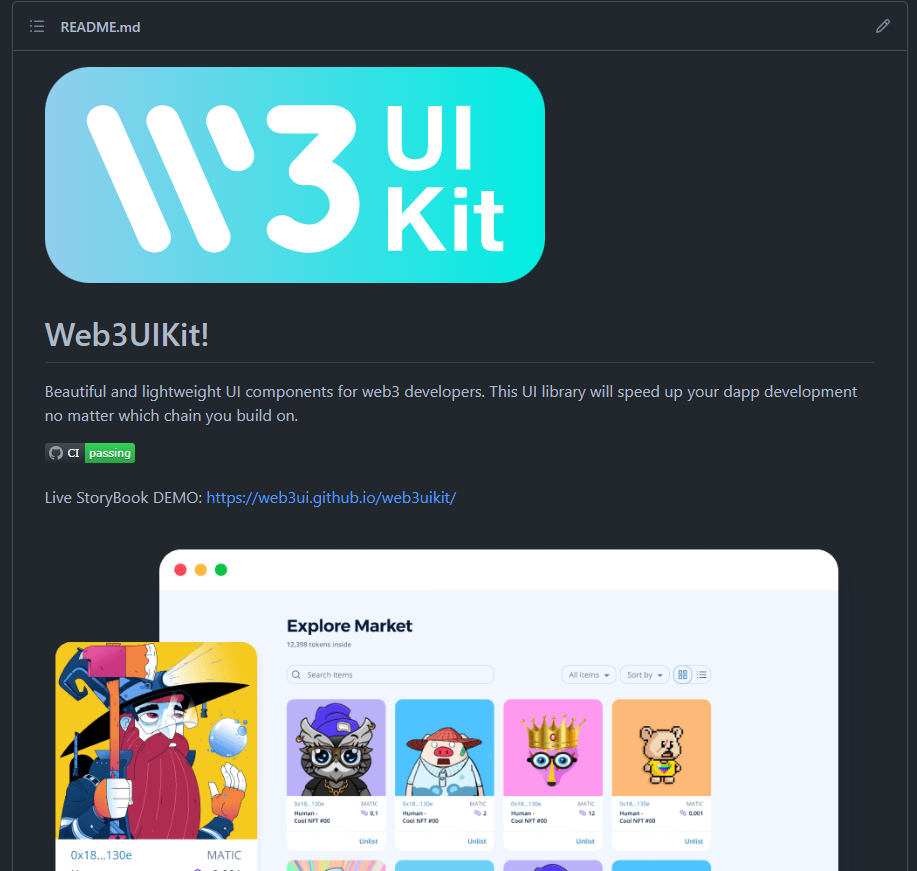 README.md
W3 UI
Kit
Web3UIKit!
Beautiful and lightweight UI components for web3 developers. This UI library will speed up your dapp development
no matter which chain you build on.
CI passing
Live StoryBook DEMO: https://web3ui.github.io/web3uikit/
Explore Market
12,398 tokens inside
Search items
All items
Sort by
0x18...130e MATIC
Human - 0,1
Cool NFT #00
Unlist
0x18...130e MATIC
Human - 2
Cool NFT #00
Unlist
0x18...130e MATIC
Human - 12
Cool NFT #00
Unlist
0x18...130e MATIC
Human - 0,001
Cool NFT #00
Unlist
0x18...130e MATIC